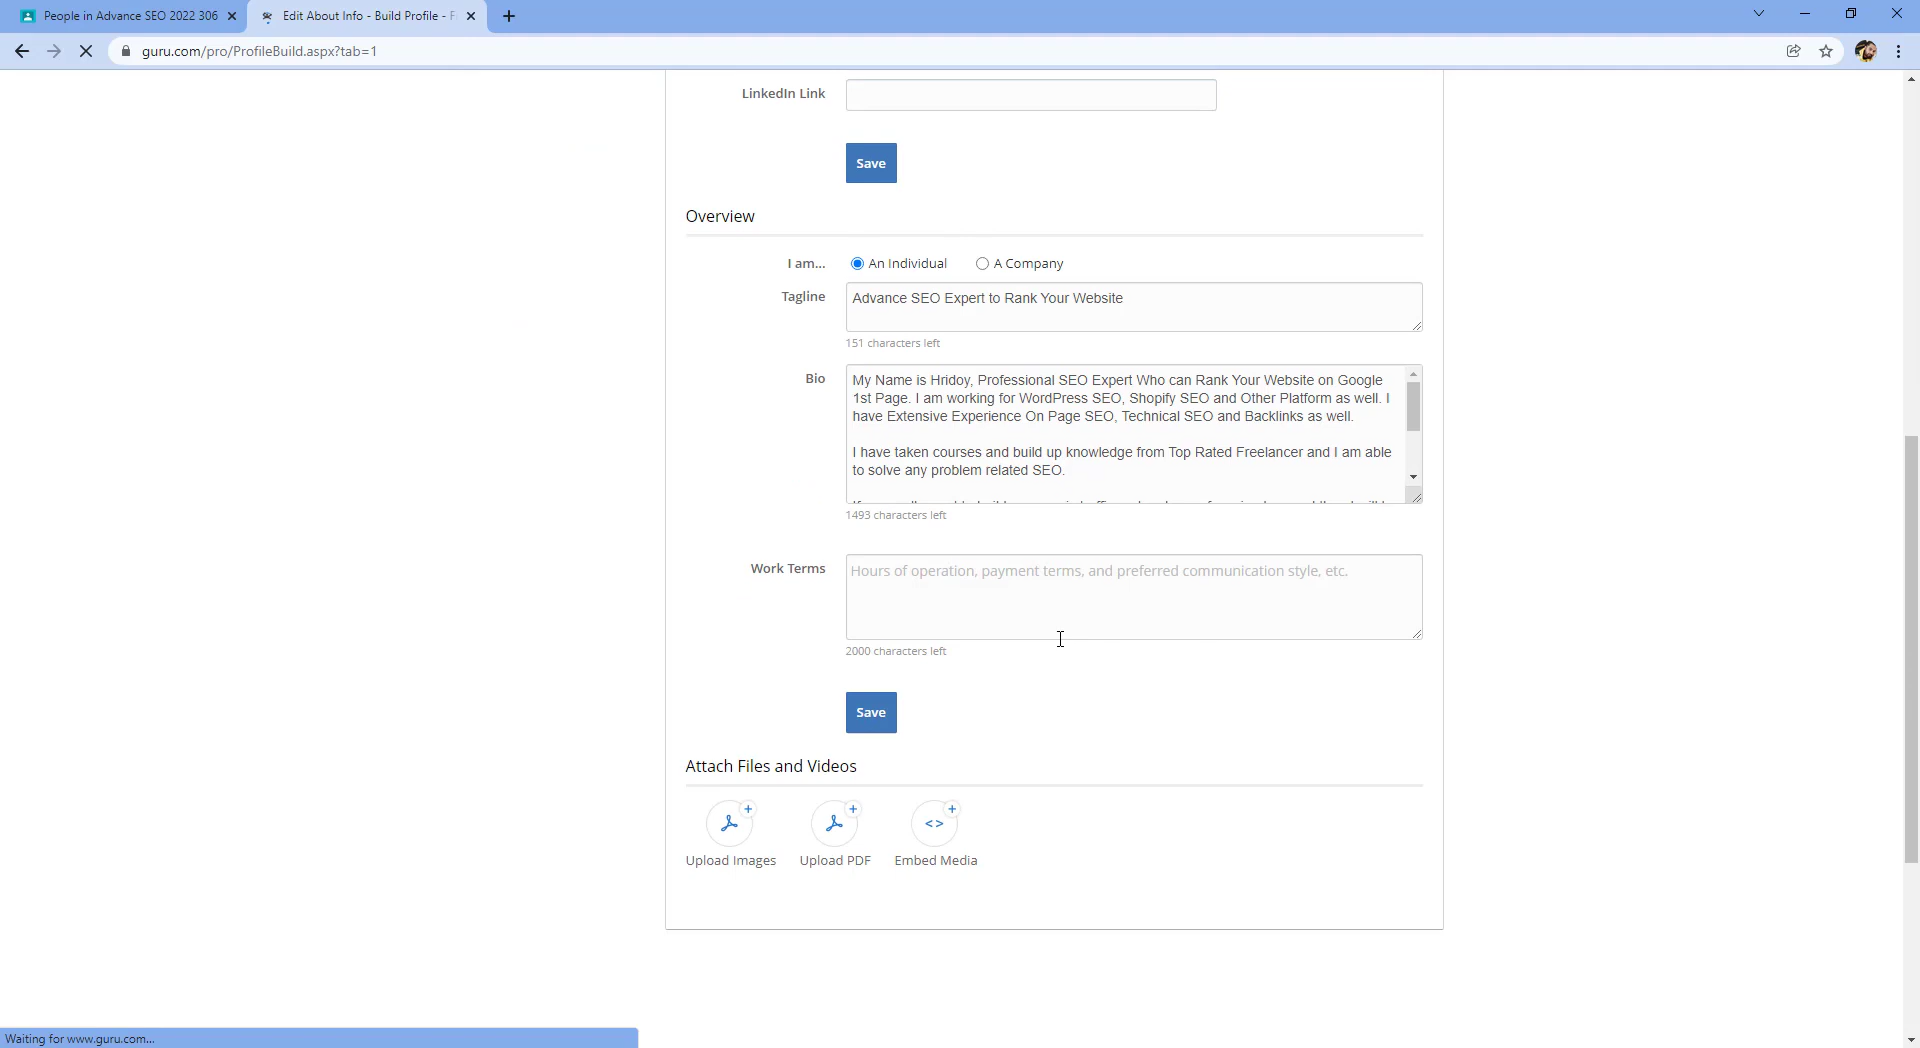 People in Advance SEO 2022 306
Edit About Info - Build Profile - F
guru.com/pro/ProfileBuild.aspx?tab=1
LinkedIn Link
Save
Overview
I am...
An Individual
A Company
Tagline
Advance SEO Expert to Rank Your Website
151 characters left
Bio
My Name is Hridoy, Professional SEO Expert Who can Rank Your Website on Google
1st Page. I am working for WordPress SEO, Shopify SEO and Other Platform as well. I
have Extensive Experience On Page SEO, Technical SEO and Backlinks as well.
I have taken courses and build up knowledge from Top Rated Freelancer and I am able
to solve any problem related SEO.
1493 characters left
Work Terms
Hours of operation, payment terms, and preferred communication style, etc.
2000 characters left
Save
Attach Files and Videos
Upload Images
Upload PDF
<> Embed Media
Waiting for www.guru.com...